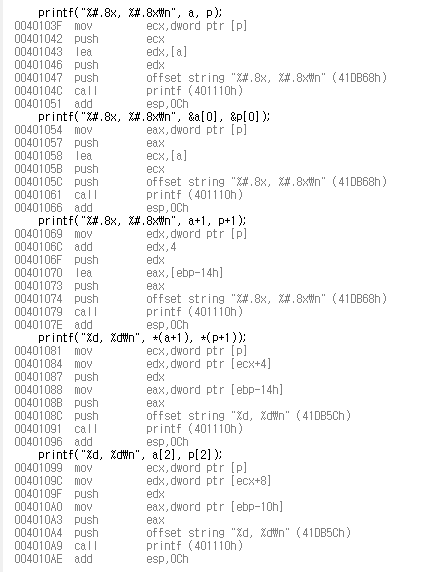 printf("%#.8x, %#.8x₩n", a, p);
0040103F mov ecx,dword ptr [p]
00401042 push ecx
00401043 lea edx,[a]
00401046 push edx
00401047 push offset string "%#.8x, %#.8x₩n" (41DB68h)
0040104C call printf (401110h)
00401051 add esp,0Ch
printf("%#.8x, %#.8x₩n", &a[0], &p[0]);
00401054 mov eax,dword ptr [p]
00401057 push eax
00401058 lea ecx,[a]
0040105B push ecx
0040105C push offset string "%#.8x, %#.8x₩n" (41DB68h)
00401061 call printf (401110h)
00401066 add esp,0Ch
printf("%#.8x, %#.8x₩n", a+1, p+1);
00401069 mov edx,dword ptr [p]
0040106C add edx,4
0040106F push edx
00401070 lea eax,[ebp-14h]
00401073 push eax
00401074 push offset string "%#.8x, %#.8x₩n" (41DB68h)
00401079 call printf (401110h)
0040107E add esp,0Ch
printf("%d, %d₩n", *(a+1), *(p+1));
00401081 mov ecx,dword ptr [p]
00401084 mov edx,dword ptr [ecx+4]
00401087 push edx
00401088 mov eax,dword ptr [ebp-14h]
0040108B push eax
0040108C push offset string "%d, %d₩n" (41DB5Ch)
00401091 call printf (401110h)
00401096 add esp,0Ch
printf("%d, %d₩n", a[2], p[2]);
00401099 mov ecx,dword ptr [p]
0040109C mov edx,dword ptr [ecx+8]
0040109F push edx
004010A0 mov eax,dword ptr [ebp-10h]
004010A3 push eax
004010A4 push offset string "%d, %d₩n" (41DB5Ch)
004010A9 call printf (401110h)
004010AE add esp,0Ch